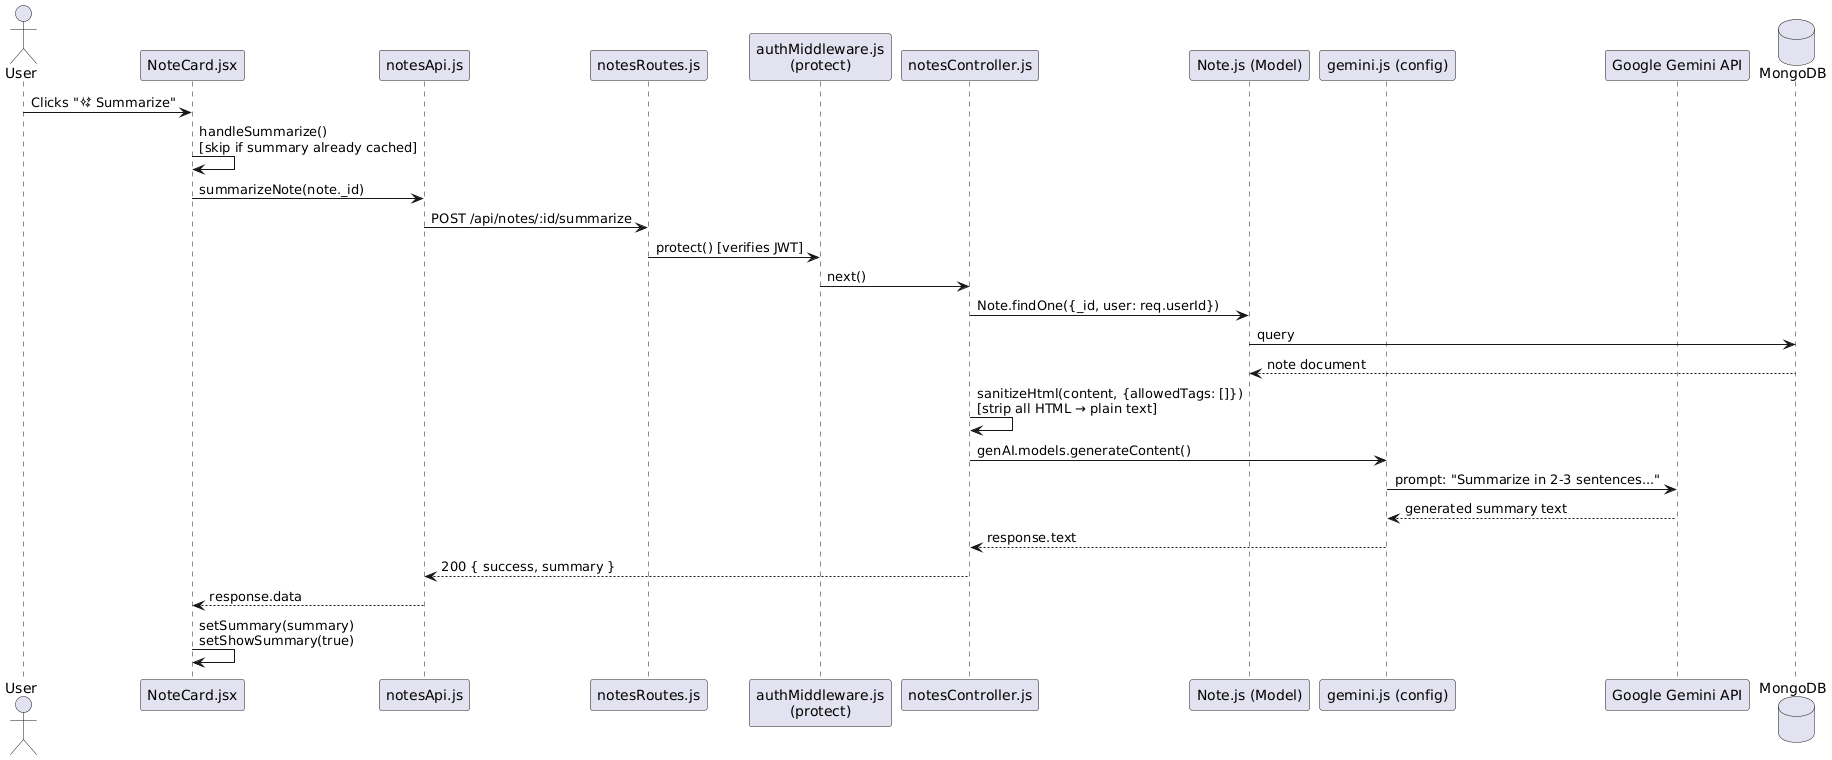 User
NoteCard.jsx
notesApi.js
notesRoutes.js
authMiddleware.js
(protect)
notesController.js
Note.js (Model)
gemini.js (config)
Google Gemini API
MongoDB
Clicks "✨ Summarize"
handleSummarize()
[skip if summary already cached]
summarizeNote(note._id)
POST /api/notes/:id/summarize
protect() [verifies JWT]
next()
Note.findOne({_id, user: req.userId})
query
note document
sanitizeHtml(content, {allowedTags: []})
[strip all HTML → plain text]
genAI.models.generateContent()
prompt: "Summarize in 2-3 sentences..."
generated summary text
response.text
200 { success, summary }
response.data
setSummary(summary)
setShowSummary(true)
User
NoteCard.jsx
notesApi.js
notesRoutes.js
authMiddleware.js
(protect)
notesController.js
Note.js (Model)
gemini.js (config)
Google Gemini API
MongoDB